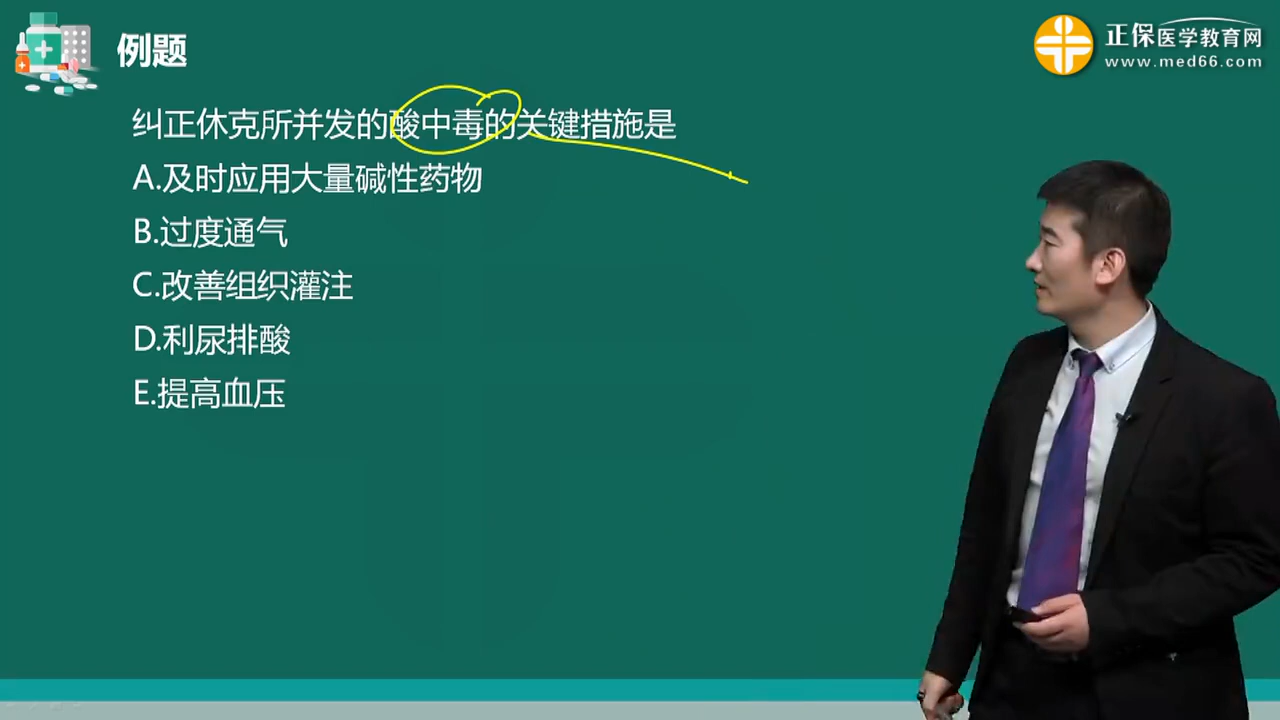 例题
正保医学教育网
www.med66.com
纠正休克所并发的酸中毒的关键措施是
A.及时应用大量碱性药物
B.过度通气
C.改善组织灌注
D.利尿排酸
E.提高血压